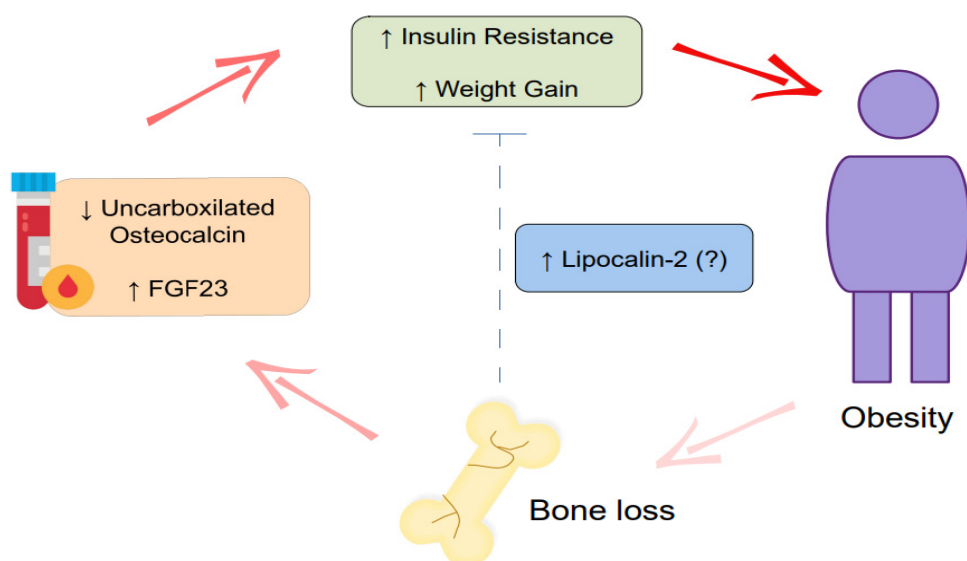 ↑ Insulin Resistance
↑ Weight Gain
↓ Uncarboxilated
Osteocalcin
↑ FGF23
↑ Lipocalin-2 (?)
Obesity
Bone loss